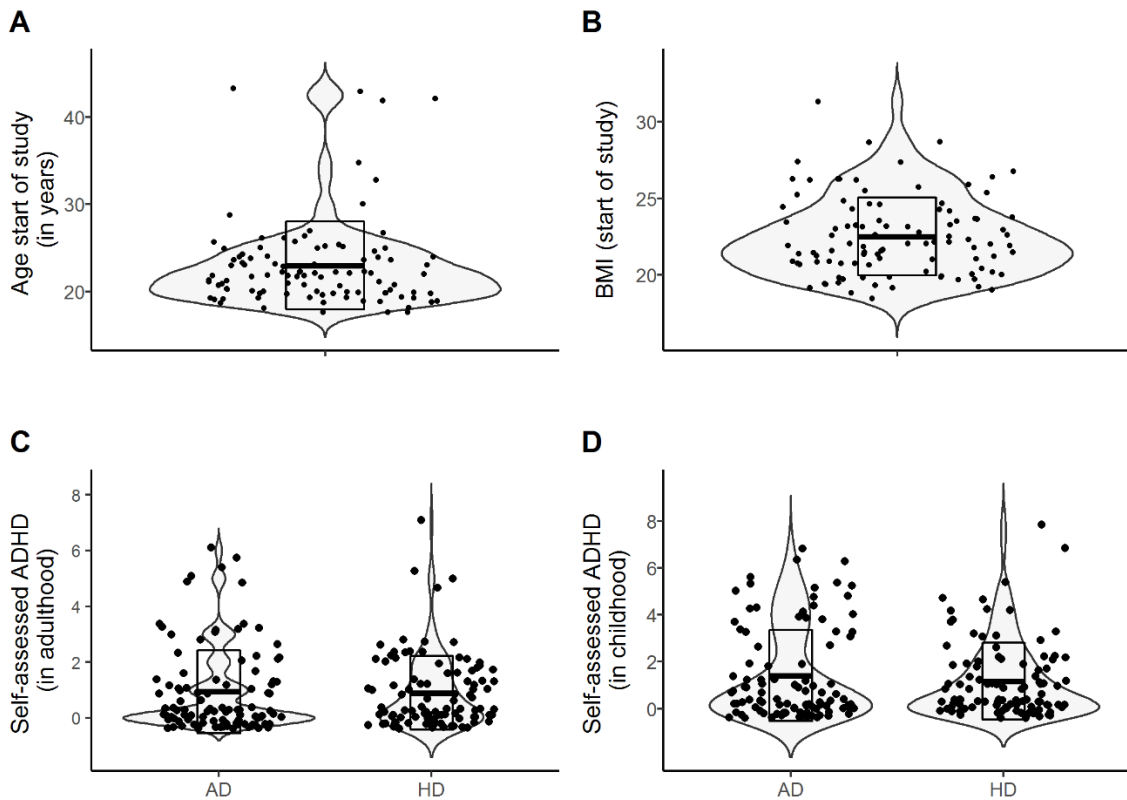 A
Age start of study
(in years)
40
30
20
B
BMI (start of study)
30
25
20
C
Self-assessed ADHD
(in adulthood)
8
6
4
2
0
AD
HD
D
Self-assessed ADHD
(in childhood)
8
6
4
2
0
AD
HD